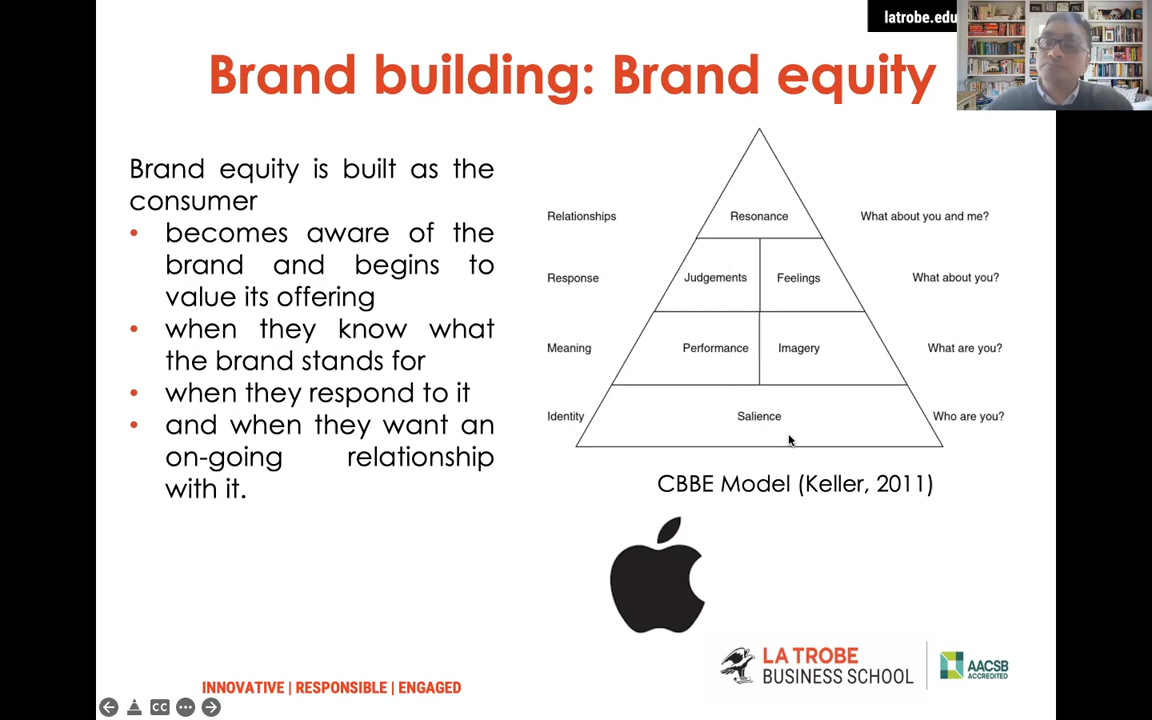 latrobe.edu
Brand building: Brand equity
Brand equity is built as the
consumer
• becomes aware of the
brand and begins to
value its offering
• when they know what
the brand stands for
• when they respond to it
• and when they want an
on-going relationship
with it.
Relationships Resonance What about you and me?
Response Judgements Feelings What about you?
Meaning Performance Imagery What are you?
Identity Salience Who are you?
CBBE Model (Keller, 2011)
LA TROBE
BUSINESS SCHOOL
AACSB
ACCREDITED
INNOVATIVE | RESPONSIBLE | ENGAGED
CC